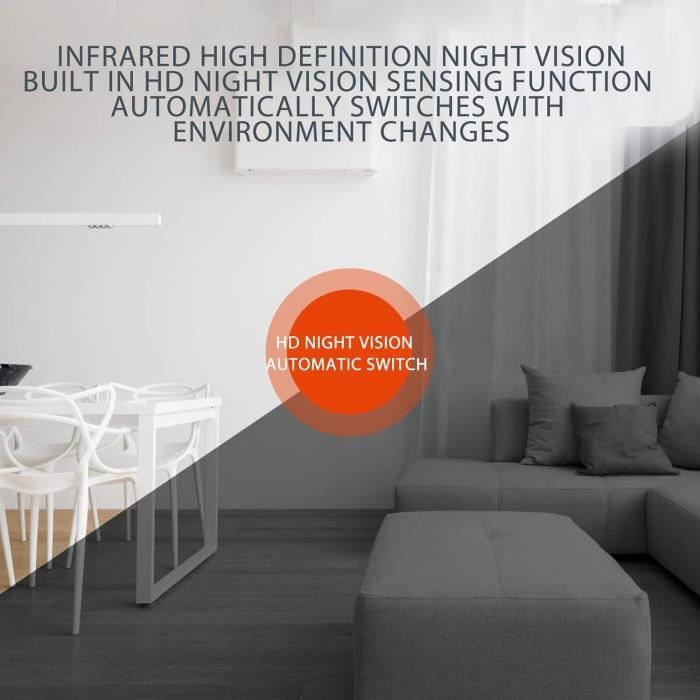 INFRARED HIGH DEFINITION NIGHT VISION
BUILT IN HD NIGHT VISION SENSING FUNCTION
AUTOMATICALLY SWITCHES WITH
ENVIRONMENT CHANGES
HD NIGHT VISION
AUTOMATIC SWITCH